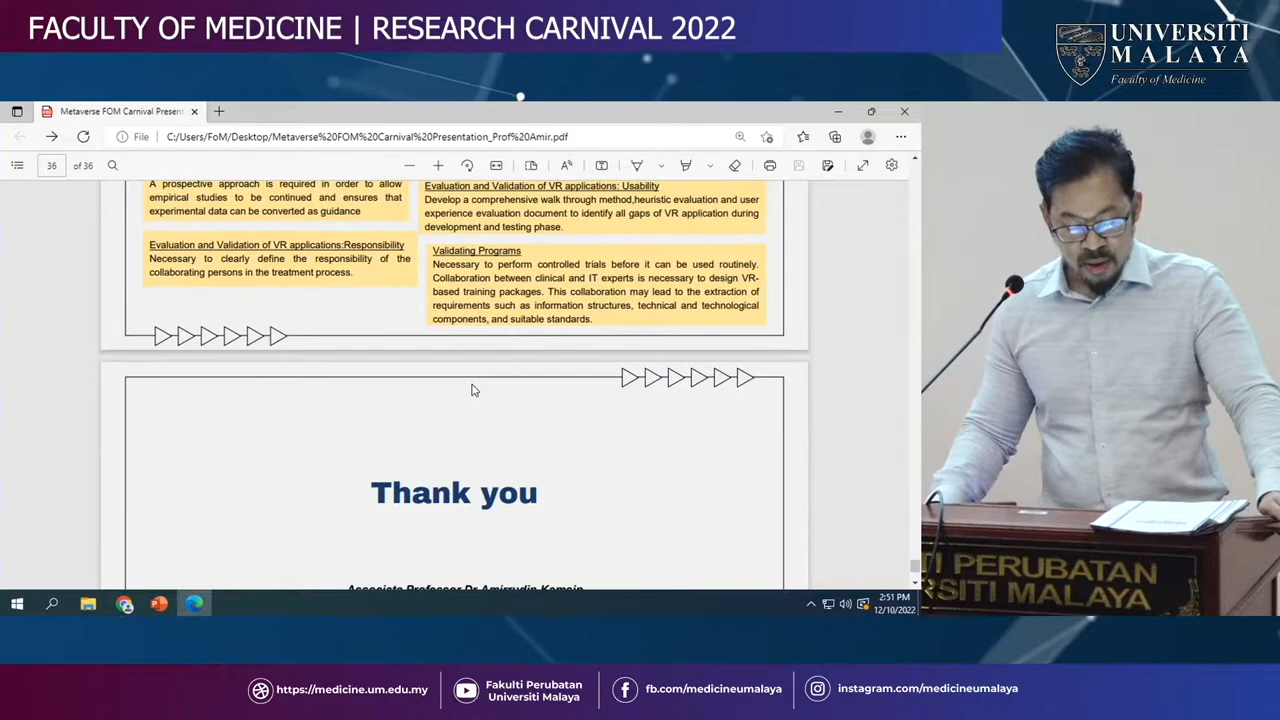 FACULTY OF MEDICINE | RESEARCH CARNIVAL 2022
UNIVERSITI
MALAYA
Faculty of Medicine
Metaverse FOM Carnival Present
File
C:/Users/FoM/Desktop/Metaverse%20FOM%20Carnival%20Presentation_Prof%20Amir.pdf
36 of 36
A prospective approach is required in order to allow
empirical studies to be continued and ensures that
experimental data can be converted as guidance
Evaluation and Validation of VR applications:Responsibility
Necessary to clearly define the responsibility of the
collaborating persons in the treatment process.
Evaluation and Validation of VR applications: Usability
Develop a comprehensive walk through method,heuristic evaluation and user
experience evaluation document to identify all gaps of VR application during
development and testing phase.
Validating Programs
Necessary to perform controlled trials before it can be used routinely.
Collaboration between clinical and IT experts is necessary to design VR-
based training packages. This collaboration may lead to the extraction of
requirements such as information structures, technical and technological
components, and suitable standards.
Thank you
Associate Professor Dr Amirrudin Kamsin
2:51 PM
12/10/2022
TI PERUBATAN
RSITI MALAYA
https://medicine.um.edu.my
Fakulti Perubatan
Universiti Malaya
fb.com/medicineumalaya
instagram.com/medicineumalaya